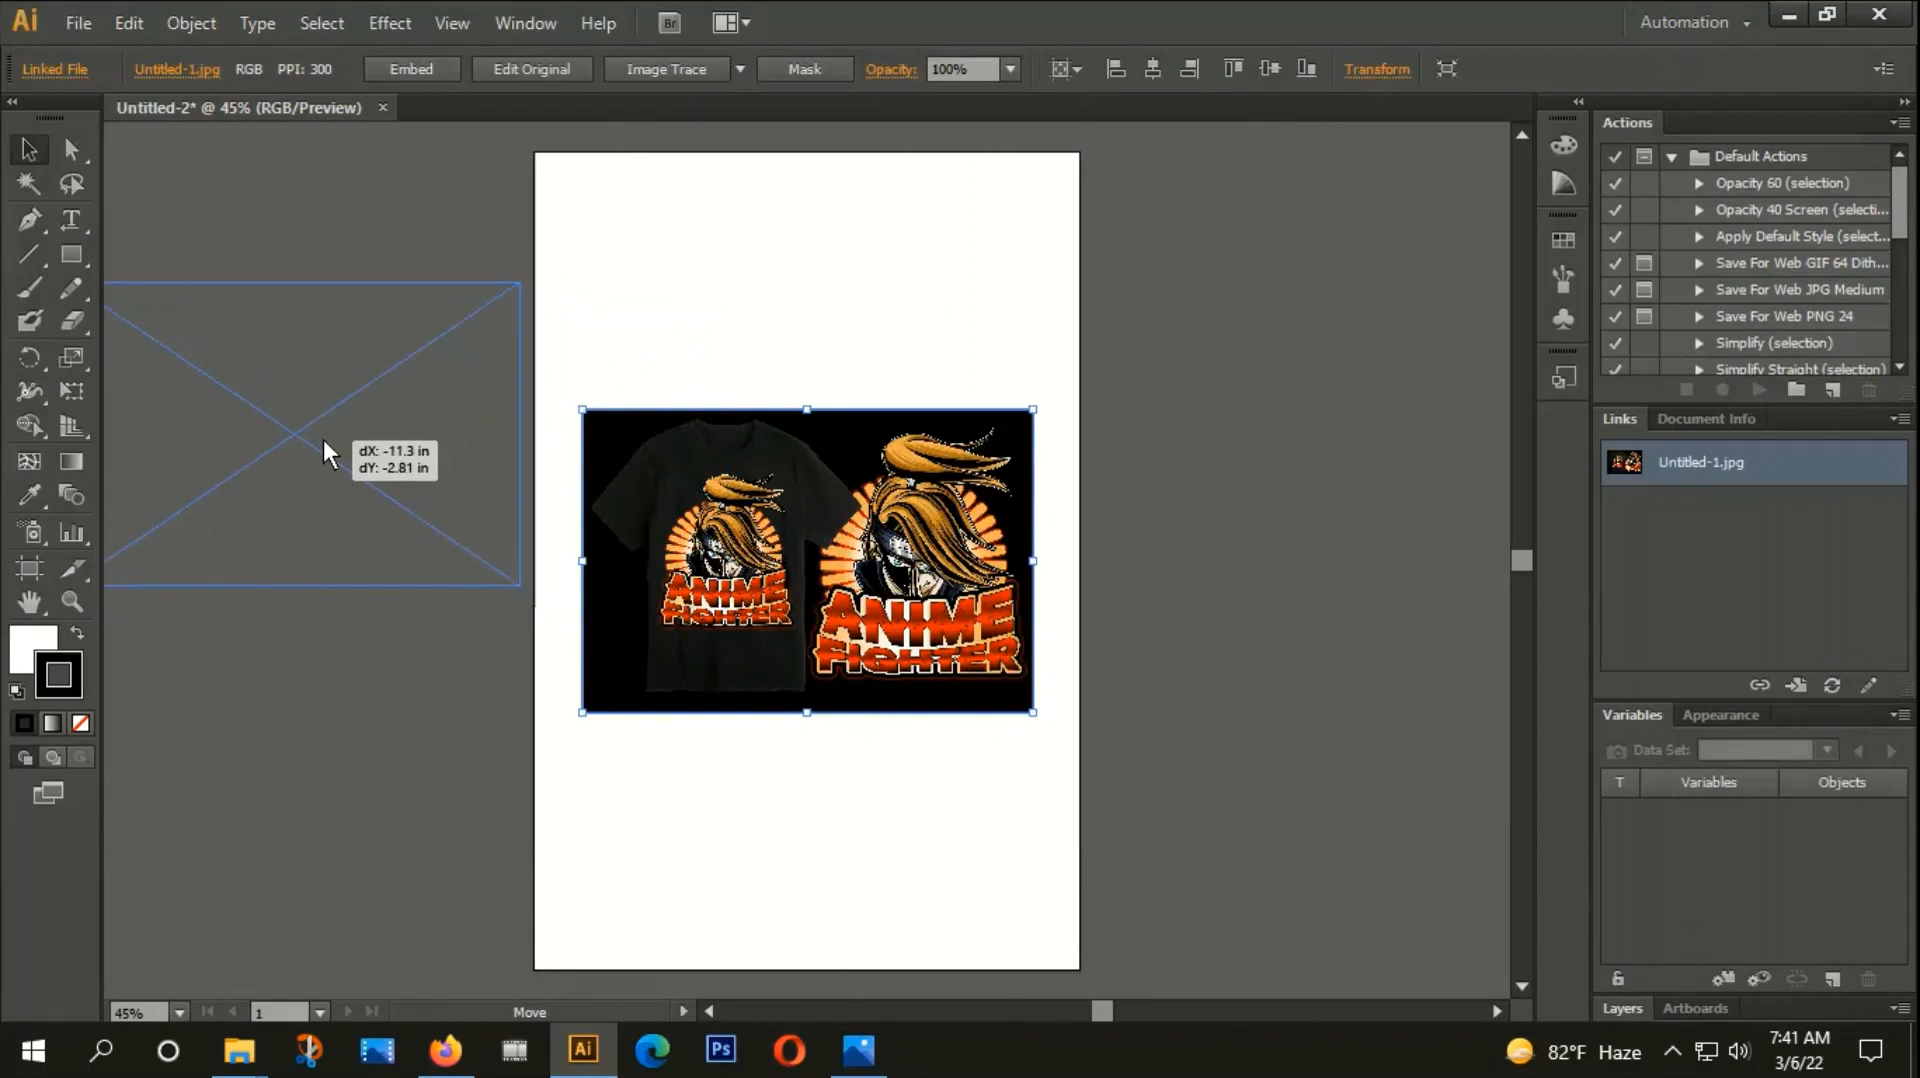 Ai File Edit Object Type Select Effect View Window Help Br Automation
Linked File Untitled-1.jpg RGB PPI: 300 Embed Edit Original Image Trace Mask Opacity: 100% Transform
Untitled-2* @ 45% (RGB/Preview)
Actions
Default Actions
Opacity 60 (selection)
Opacity 40 Screen (selecti...
Apply Default Style (select...
Save For Web GIF 64 Dith...
Save For Web JPG Medium
Save For Web PNG 24
Simplify (selection)
Simplify Straight (selection)
Links Document Info
Untitled-1.jpg
dX: -11.3 in
dY: -2.81 in
ANIME
FIGHTER
ANIME
FIGHTER
Variables Appearance
Data Set:
T Variables Objects
Layers Artboards
45% 1 Move
Ai Ps 82°F Haze
7:41 AM
3/6/22